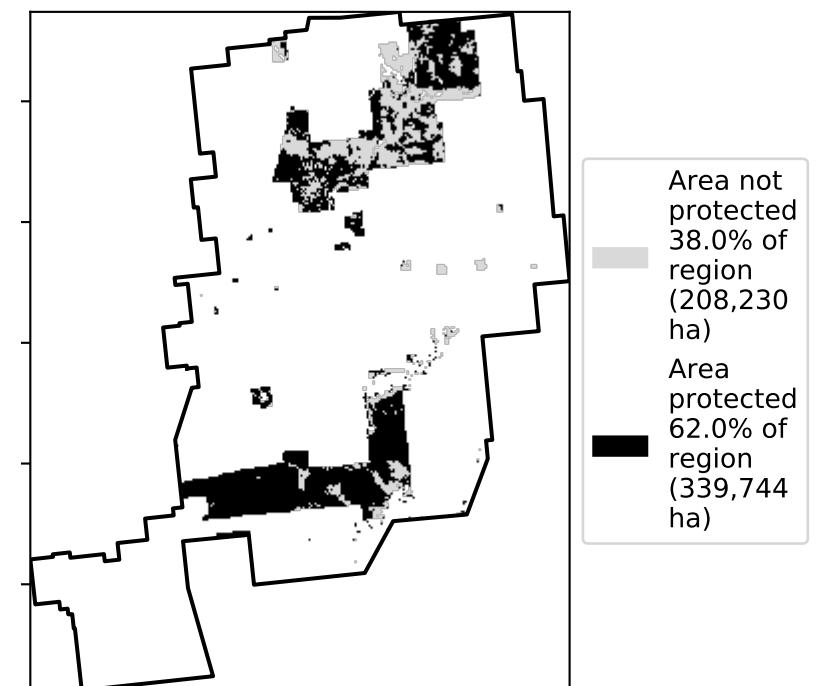 Area not
protected
38.0% of
region
(208,230
ha)
Area
protected
62.0% of
region
(339,744
ha)